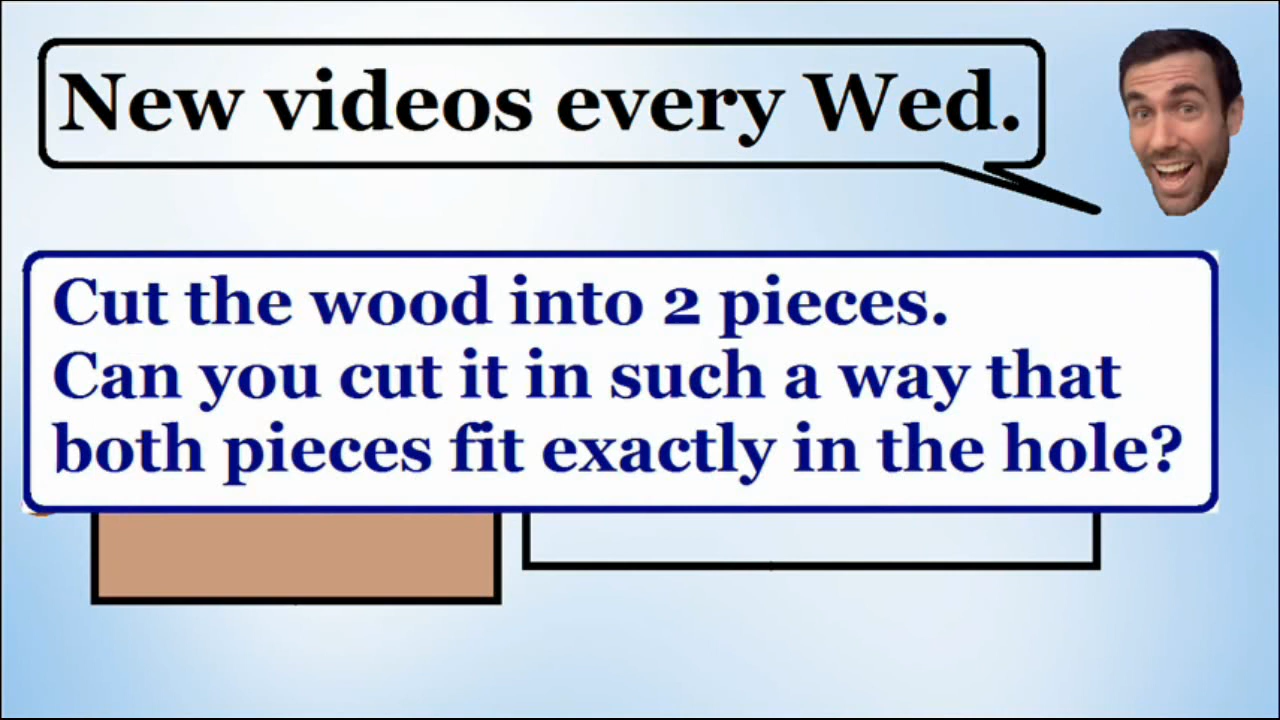 New videos every Wed.
Cut the wood into 2 pieces.
Can you cut it in such a way that
both pieces fit exactly in the hole?